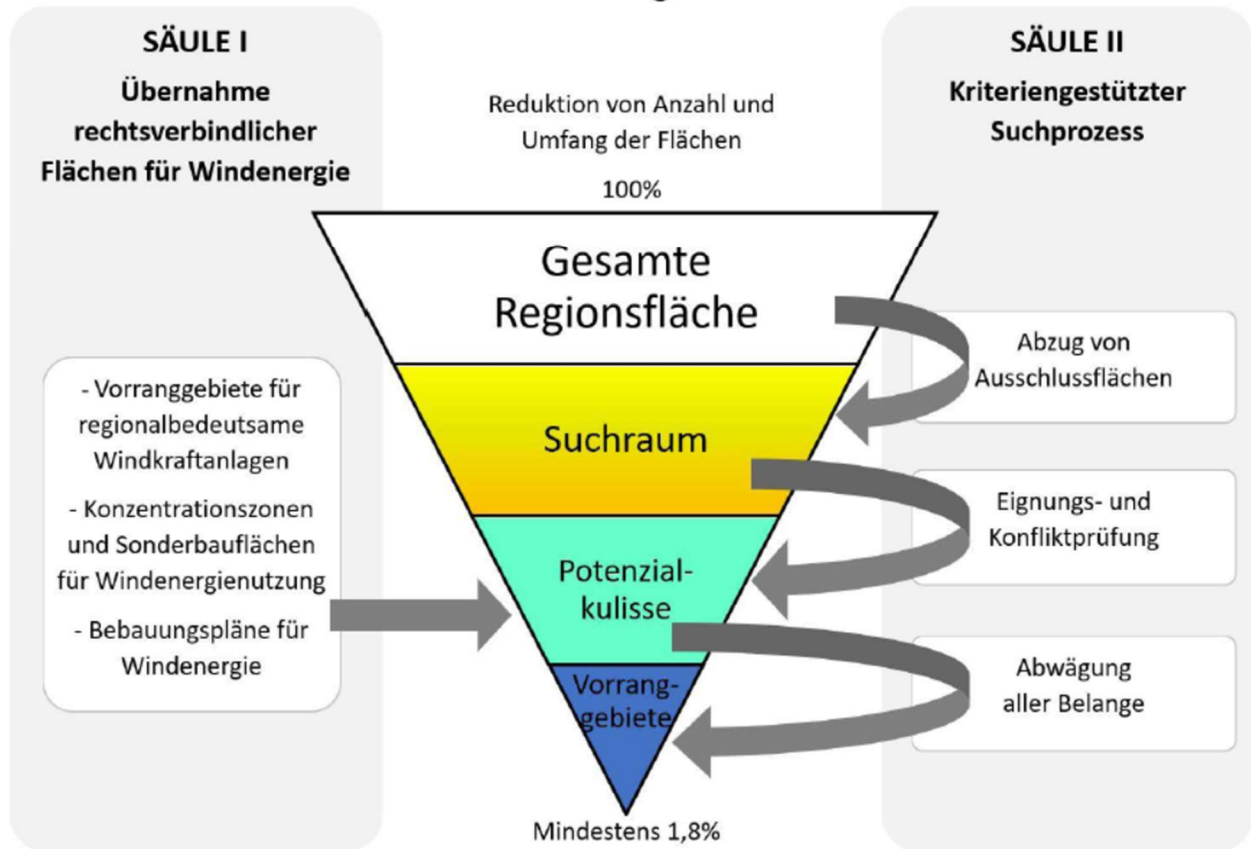 SÄULE I
Übernahme
rechtsverbindlicher
Flächen für Windenergie
- Vorranggebiete für
regionalbedeutsame
Windkraftanlagen
- Konzentrationszonen
und Sonderbauflächen
für Windenergienutzung
- Bebauungspläne für
Windenergie
Reduktion von Anzahl und
Umfang der Flächen
100%
Gesamte
Regionsfläche
Suchraum
Potenzial-
kulisse
Vorrang-
gebiete
Mindestens 1,8%
SÄULE II
Kriteriengestützter
Suchprozess
Abzug von
Ausschlussflächen
Eignungs- und
Konfliktprüfung
Abwägung
aller Belange